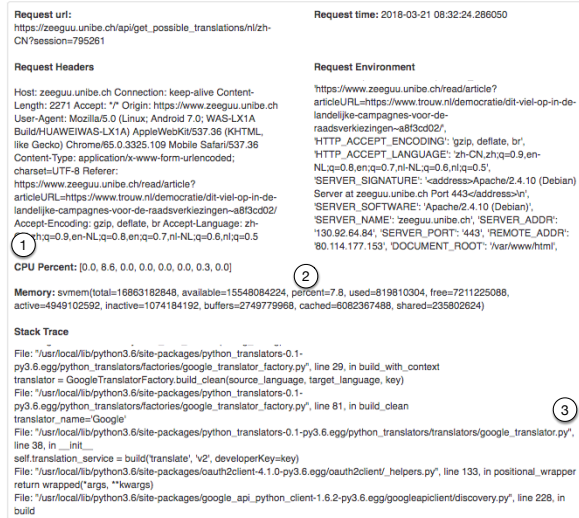 Request url:
https://zeeguu.unibe.ch/api/get_possible_translations/nl/zh-
CN?session=795261
Request time: 2018-03-21 08:32:24.286050
Request Headers
Host: zeeguu.unibe.ch Connection: keep-alive Content-
Length: 2271 Accept: */* Origin: https://www.zeeguu.unibe.ch
User-Agent: Mozilla/5.0 (Linux; Android 7.0; WAS-LX1A
Build/HUAWEIWAS-LX1A) AppleWebKit/537.36 (KHTML,
like Gecko) Chrome/65.0.3325.109 Mobile Safari/537.36
Content-Type: application/x-www-form-urlencoded;
charset=UTF-8 Referer:
https://www.zeeguu.unibe.ch/read/article?
articleURL=https://www.trouw.nl/democratie/dit-viel-op-in-de-
landelijke-campagnes-voor-de-raadsverkiezingen~a8f3cd02/
Accept-Encoding: gzip, deflate, br Accept-Language: zh-
zh;q=0.9,en-NL;q=0.8,en;q=0.7,nl-NL;q=0.6,nl;q=0.5
Request Environment
'https://www.zeeguu.unibe.ch/read/article?
articleURL=https://www.trouw.nl/democratie/dit-viel-op-in-de-
landelijke-campagnes-voor-de-
raadsverkiezingen~a8f3cd02/',
'HTTP_ACCEPT_ENCODING': 'gzip, deflate, br',
'HTTP_ACCEPT_LANGUAGE': 'zh-CN,zh;q=0.9,en-
NL;q=0.8,en;q=0.7,nl-NL;q=0.6,nl;q=0.5',
'SERVER_SIGNATURE': '<address>Apache/2.4.10 (Debian)
Server at zeeguu.unibe.ch Port 443</address>\n',
'SERVER_SOFTWARE': 'Apache/2.4.10 (Debian)',
'SERVER_NAME': 'zeeguu.unibe.ch', 'SERVER_ADDR':
'130.92.64.84', 'SERVER_PORT': '443', 'REMOTE_ADDR':
'80.114.177.153', 'DOCUMENT_ROOT': '/var/www/html',
1
CPU Percent: [0.0, 8.6, 0.0, 0.0, 0.0, 0.0, 0.3, 0.0]
2
Memory: svmem(total=16863182848, available=15548084224, percent=7.8, used=819810304, free=7211225088,
active=4949102592, inactive=1074184192, buffers=2749779968, cached=6082367488, shared=235802624)
Stack Trace
File: "/usr/local/lib/python3.6/site-packages/python_translators-0.1-
py3.6.egg/python_translators/factories/google_translator_factory.py", line 29, in build_with_context
translator = GoogleTranslatorFactory.build_clean(source_language, target_language, key)
File: "/usr/local/lib/python3.6/site-packages/python_translators-0.1-
py3.6.egg/python_translators/factories/google_translator_factory.py", line 81, in build_clean
translator_name='Google'
3
File: "/usr/local/lib/python3.6/site-packages/python_translators-0.1-py3.6.egg/python_translators/translators/google_translator.py",
line 38, in __init__
self.translation_service = build('translate', 'v2', developerKey=key)
File: "/usr/local/lib/python3.6/site-packages/oauth2client-4.1.0-py3.6.egg/oauth2client/_helpers.py", line 133, in positional_wrapper
return wrapped(*args, **kwargs)
File: "/usr/local/lib/python3.6/site-packages/google_api_python_client-1.6.2-py3.6.egg/googleapiclient/discovery.py", line 228, in
build